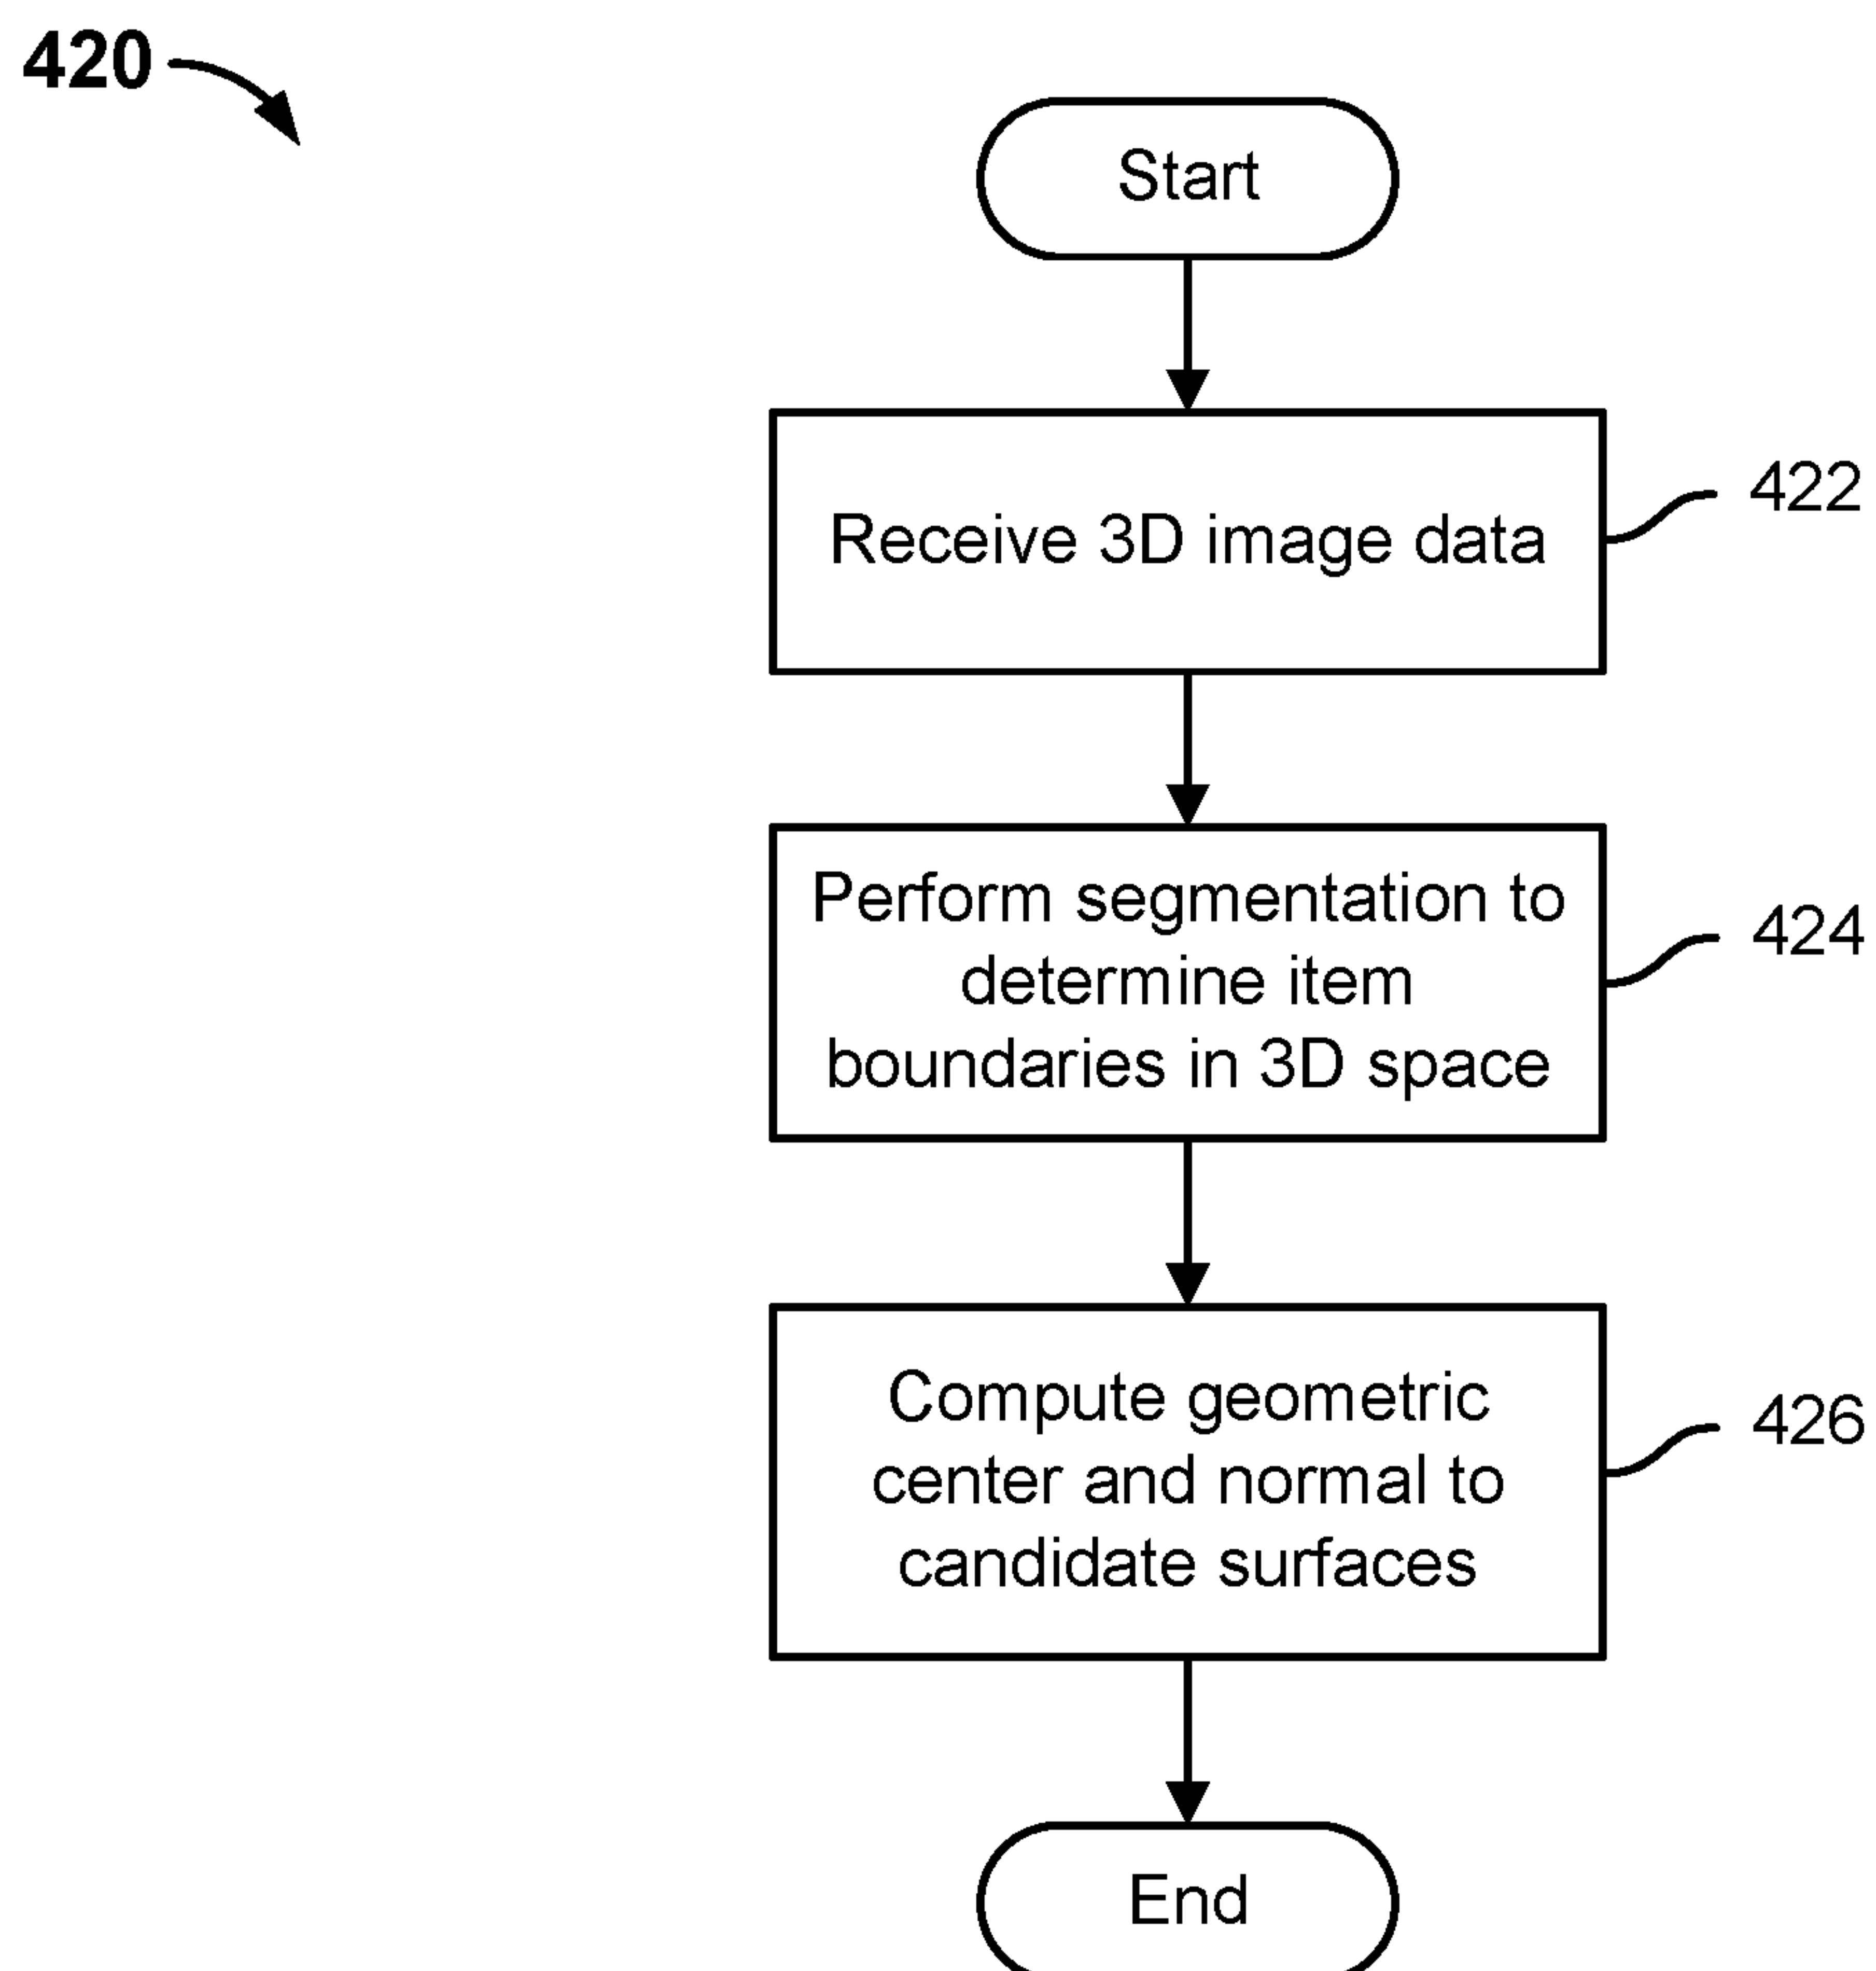 420
Start
Receive 3D image data
422
Perform segmentation to
determine item
boundaries in 3D space
424
Compute geometric
center and normal to
candidate surfaces
426
End